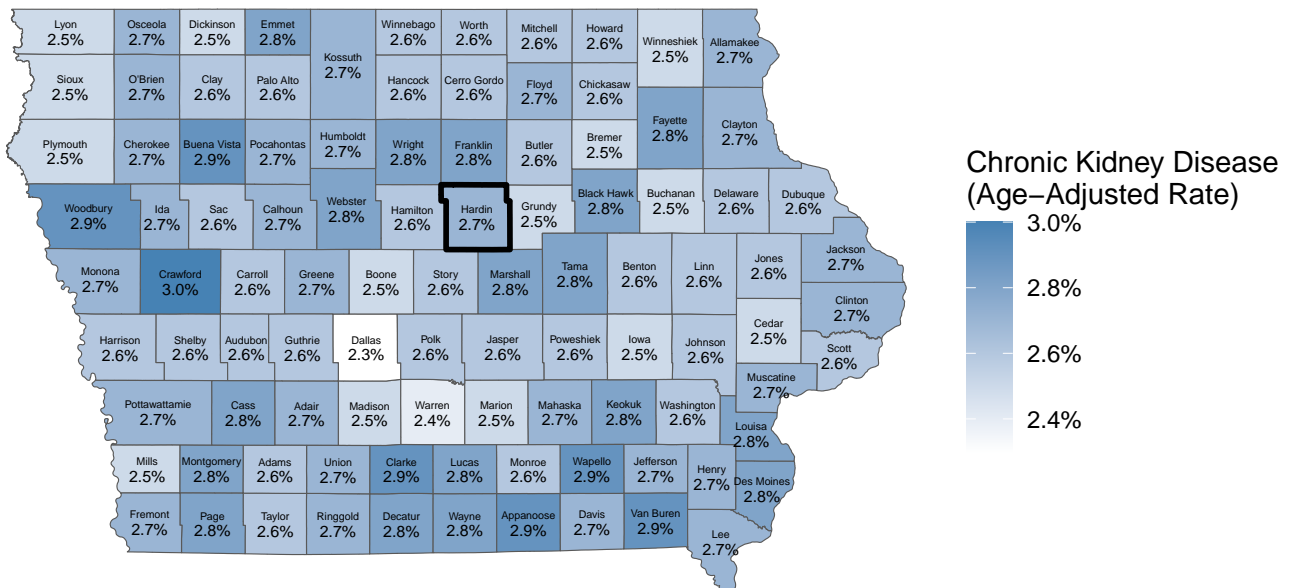 Lyon
2.5%
Osceola
2.7%
Dickinson
2.5%
Emmet
2.8%
Kossuth
2.7%
Winnebago
2.6%
Worth
2.6%
Mitchell
2.6%
Howard
2.6%
Winneshiek
2.5%
Allamakee
2.7%
Sioux
2.5%
O'Brien
2.7%
Clay
2.6%
Palo Alto
2.6%
Hancock
2.6%
Cerro Gordo
2.6%
Floyd
2.7%
Chickasaw
2.6%
Fayette
2.8%
Clayton
2.7%
Plymouth
2.5%
Cherokee
2.7%
Buena Vista
2.9%
Pocahontas
2.7%
Humboldt
2.7%
Wright
2.8%
Franklin
2.8%
Butler
2.6%
Bremer
2.5%
Woodbury
2.9%
Ida
2.7%
Sac
2.6%
Calhoun
2.7%
Webster
2.8%
Hamilton
2.6%
Hardin
2.7%
Grundy
2.5%
Black Hawk
2.8%
Buchanan
2.5%
Delaware
2.6%
Dubuque
2.6%
Monona
2.7%
Crawford
3.0%
Carroll
2.6%
Greene
2.7%
Boone
2.5%
Story
2.6%
Marshall
2.8%
Tama
2.8%
Benton
2.6%
Linn
2.6%
Jones
2.6%
Jackson
2.7%
Clinton
2.7%
Harrison
2.6%
Shelby
2.6%
Audubon
2.6%
Guthrie
2.6%
Dallas
2.3%
Polk
2.6%
Jasper
2.6%
Poweshiek
2.6%
Iowa
2.5%
Johnson
2.6%
Cedar
2.5%
Scott
2.6%
Muscatine
2.7%
Pottawattamie
2.7%
Cass
2.8%
Adair
2.7%
Madison
2.5%
Warren
2.4%
Marion
2.5%
Mahaska
2.7%
Keokuk
2.8%
Washington
2.6%
Louisa
2.8%
Mills
2.5%
Montgomery
2.8%
Adams
2.6%
Union
2.7%
Clarke
2.9%
Lucas
2.8%
Monroe
2.6%
Wapello
2.9%
Jefferson
2.7%
Henry
2.7%
Des Moines
2.8%
Fremont
2.7%
Page
2.8%
Taylor
2.6%
Ringgold
2.7%
Decatur
2.8%
Wayne
2.8%
Appanoose
2.9%
Davis
2.7%
Van Buren
2.9%
Lee
2.7%
Chronic Kidney Disease
(Age−Adjusted Rate)
3.0%
2.8%
2.6%
2.4%